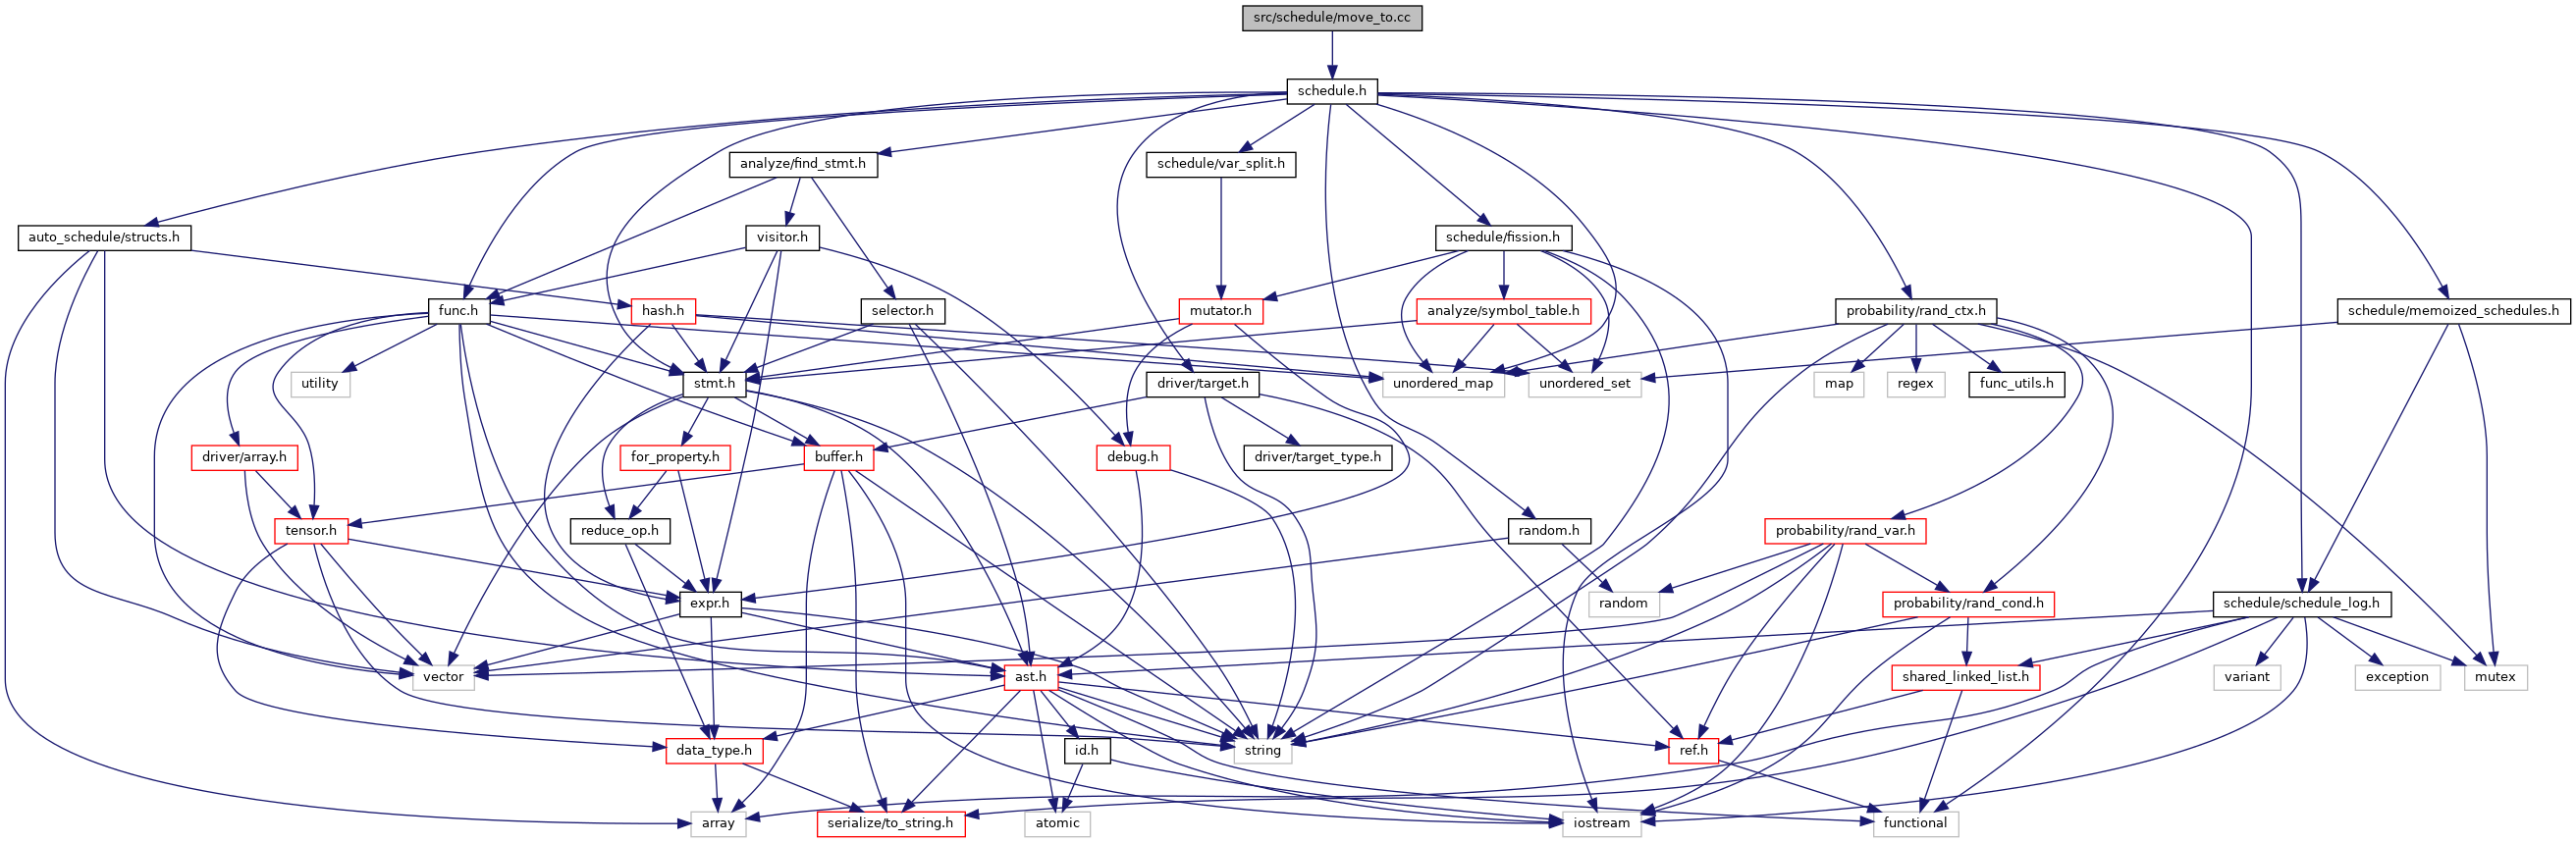 src/schedule/move_to.cc
schedule.h
analyze/find_stmt.h
schedule/var_split.h
auto_schedule/structs.h
visitor.h
schedule/fission.h
func.h
hash.h
selector.h
mutator.h
analyze/symbol_table.h
probability/rand_ctx.h
schedule/memoized_schedules.h
utility
stmt.h
driver/target.h
unordered_map
unordered_set
map
regex
func_utils.h
driver/array.h
for_property.h
buffer.h
debug.h
driver/target_type.h
tensor.h
reduce_op.h
random.h
probability/rand_var.h
expr.h
random
probability/rand_cond.h
schedule/schedule_log.h
vector
ast.h
shared_linked_list.h
variant
exception
mutex
data_type.h
id.h
string
ref.h
array
serialize/to_string.h
atomic
iostream
functional